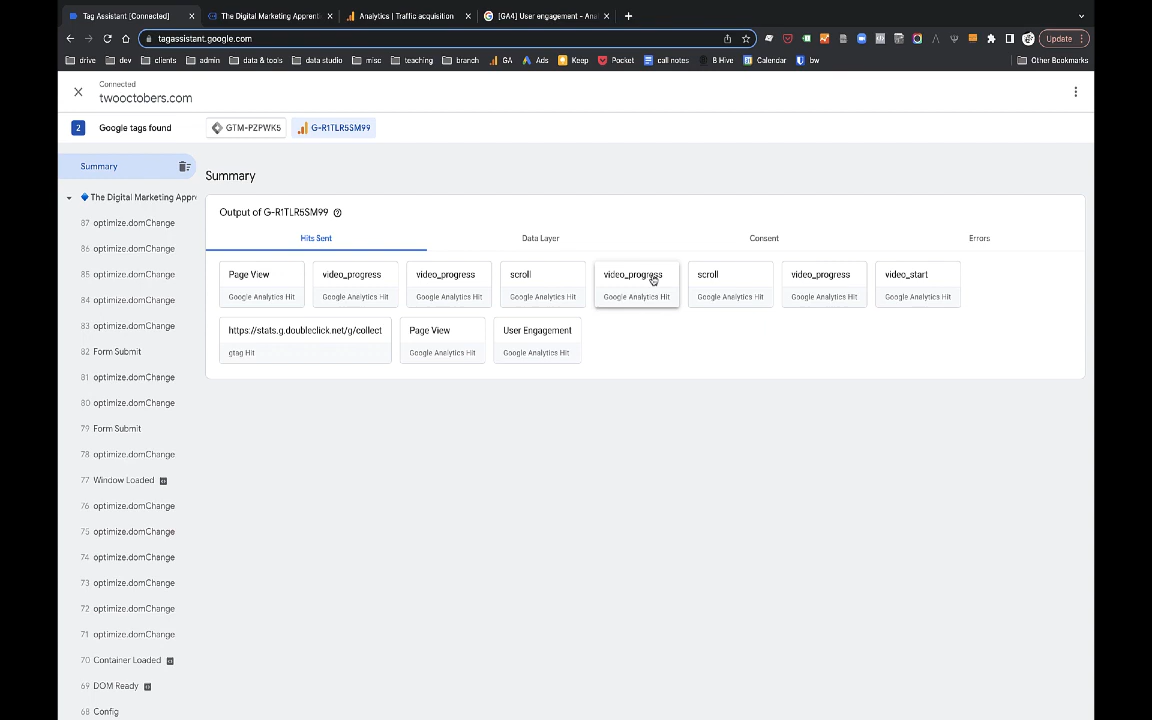 Tag Assistant [Connected]
The Digital Marketing Apprenti
Analytics | Traffic acquisition
[GA4] User engagement - Ana
tagassistant.google.com
Update
drive
dev
clients
admin
data & tools
data studio
misc
teaching
branch
GA
Ads
Keep
Pocket
call notes
B Hive
Calendar
bw
Other Bookmarks
Connected
twooctobers.com
2 Google tags found
GTM-PZPWK5
G-R1TLR5SM99
Summary
The Digital Marketing Appre
87 optimize.domChange
86 optimize.domChange
85 optimize.domChange
84 optimize.domChange
83 optimize.domChange
82 Form Submit
81 optimize.domChange
80 optimize.domChange
79 Form Submit
78 optimize.domChange
77 Window Loaded
76 optimize.domChange
75 optimize.domChange
74 optimize.domChange
73 optimize.domChange
72 optimize.domChange
71 optimize.domChange
70 Container Loaded
69 DOM Ready
68 Config
Summary
Output of G-R1TLR5SM99
Hits Sent
Data Layer
Consent
Errors
Page View
Google Analytics Hit
video_progress
Google Analytics Hit
video_progress
Google Analytics Hit
scroll
Google Analytics Hit
video_progress
Google Analytics Hit
scroll
Google Analytics Hit
video_progress
Google Analytics Hit
video_start
Google Analytics Hit
https://stats.g.doubleclick.net/g/collect
gtag Hit
Page View
Google Analytics Hit
User Engagement
Google Analytics Hit